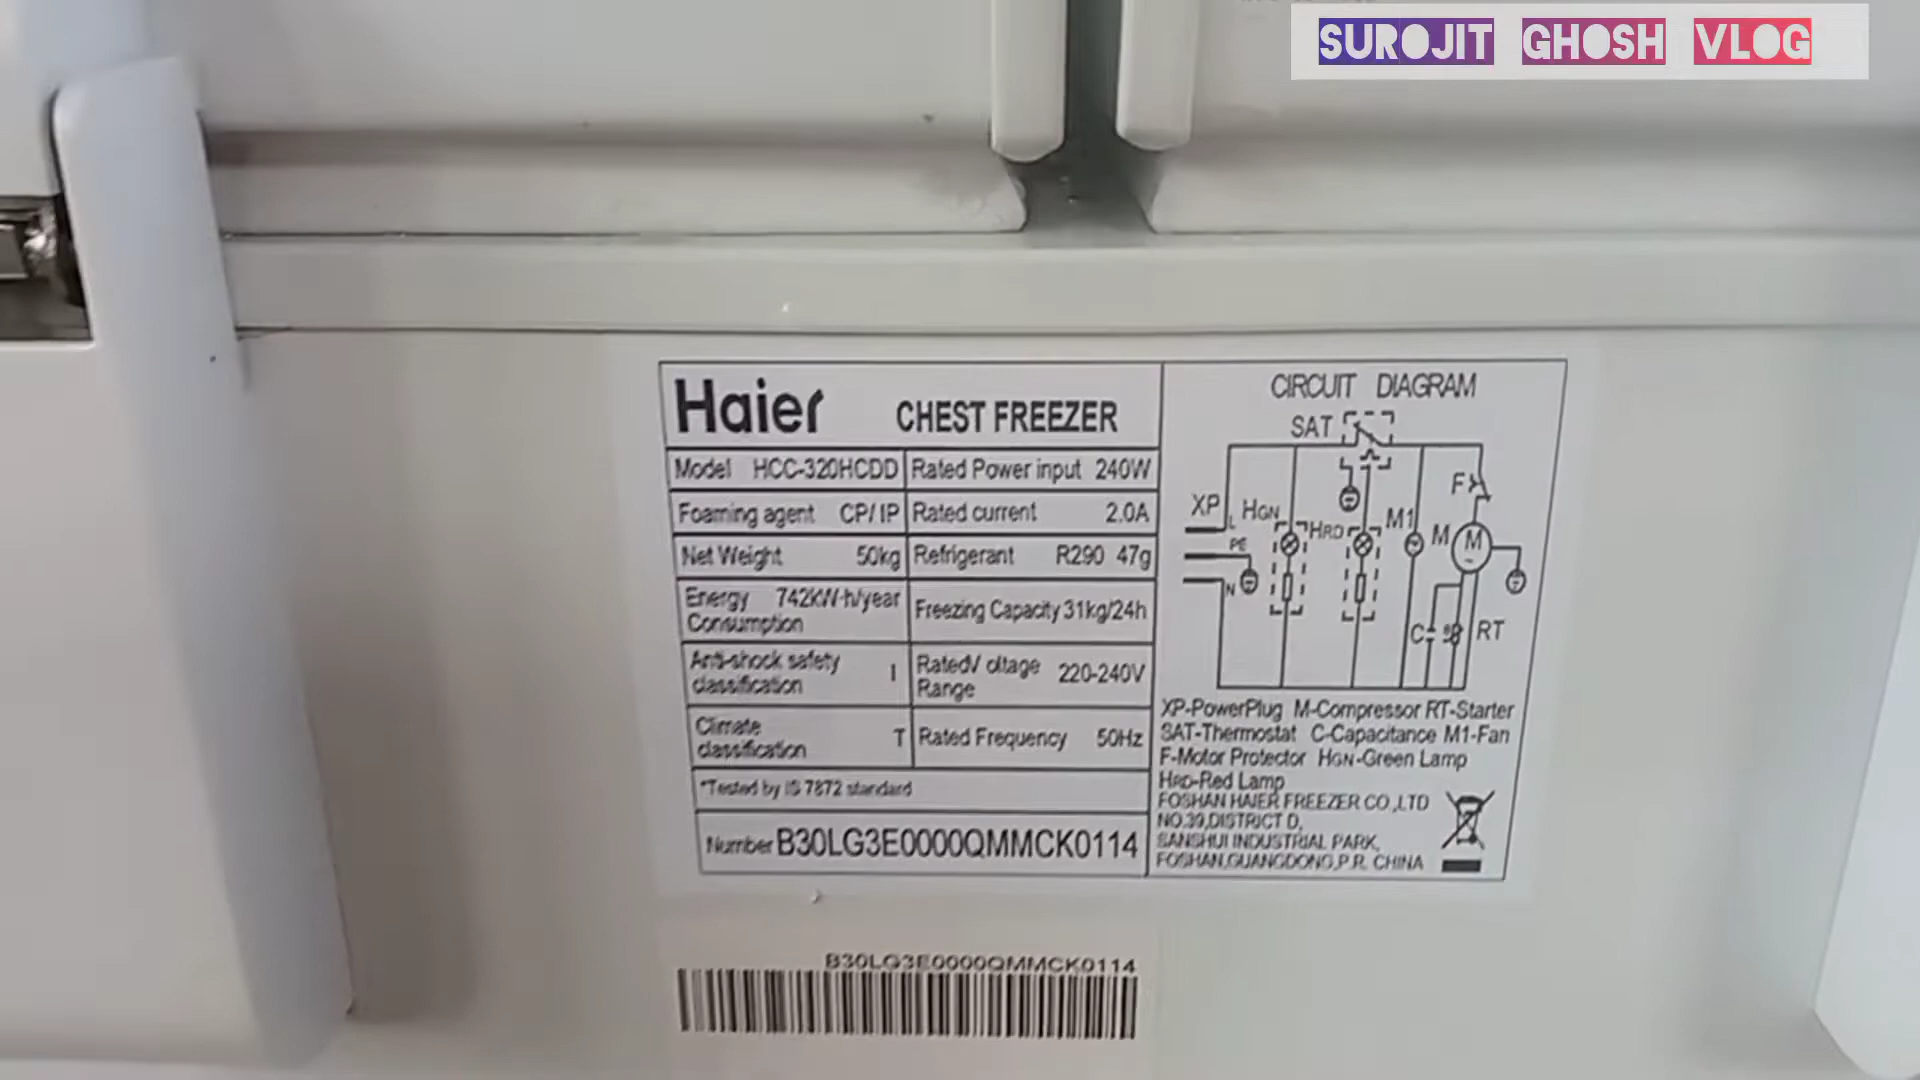 SUROJIT GHOSH VLOG
Haier CHEST FREEZER
Model HCC-320HCDD Rated Power input 240W
Foaming agent CP/IP Rated current 2.0A
Net Weight 50kg Refrigerant R290 47g
Energy Consumption 742kW·h/year Freezing Capacity 31kg/24h
Anti-shock safety classification I RatedV oltage Range 220-240V
Climate classification T Rated Frequency 50Hz
*Tested by IS 7872 standard
Number B30LG3E0000QMMCK0114
CIRCUIT DIAGRAM
SAT
F
XP L HGN HRD M1 M M
PE
N
C RT
XP-PowerPlug M-Compressor RT-Starter
SAT-Thermostat C-Capacitance M1-Fan
F-Motor Protector HGN-Green Lamp
HRD-Red Lamp
FOSHAN HAIER FREEZER CO.,LTD
NO.39,DISTRICT D,
SANSHUI INDUSTRIAL PARK,
FOSHAN,GUANGDONG,P.R. CHINA
B30LG3E0000QMMCK0114